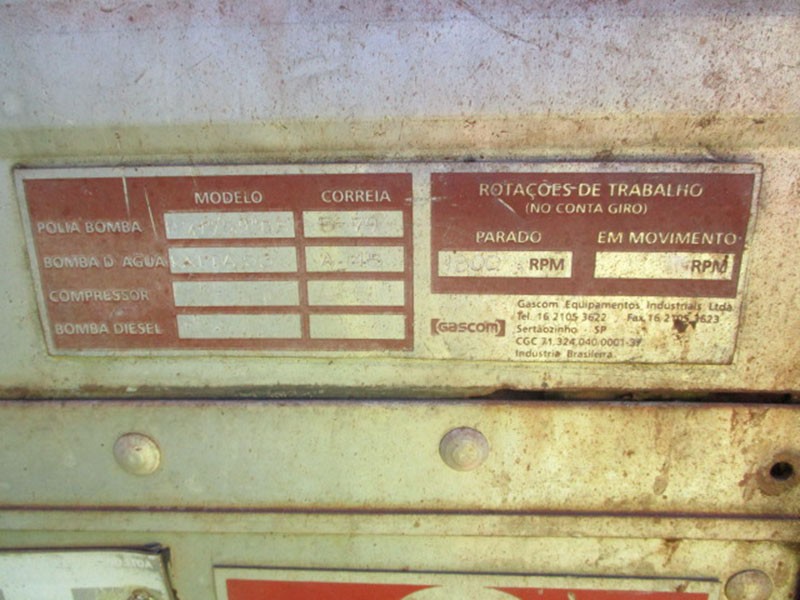 MODELO CORREIA
POLIA BOMBA
BOMBA D. AGUA
COMPRESSOR
BOMBA DIESEL
ROTAÇÕES DE TRABALHO
(NO CONTA GIRO)
PARADO EM MOVIMENTO
RPM RPM
GASCOM
Gascom Equipamentos Industriais Ltda
Tel. 16 2105 3622 Fax 16 2105 3623
Sertãozinho - SP
CGC 71.324.040.0001-
Industria Brasileira